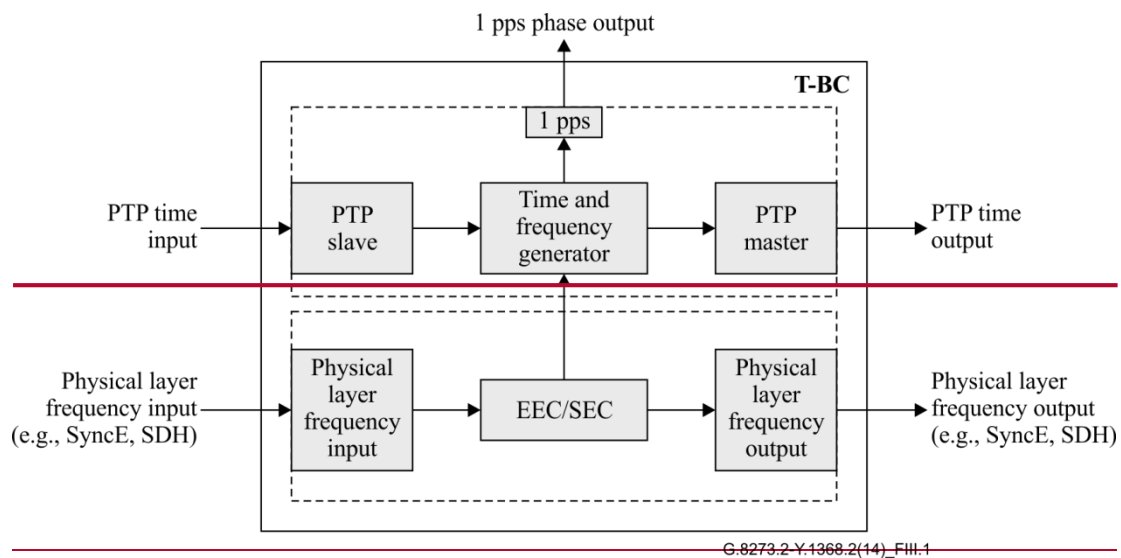 1 pps phase output
T-BC
1 pps
PTP time
input
PTP
slave
Time and
frequency
generator
PTP
master
PTP time
output
Physical layer
frequency input
(e.g., SyncE, SDH)
Physical
layer
frequency
input
EEC/SEC
Physical
layer
frequency
output
Physical layer
frequency output
(e.g., SyncE, SDH)
G.8273.2-Y.1368.2(14)_FIII.1